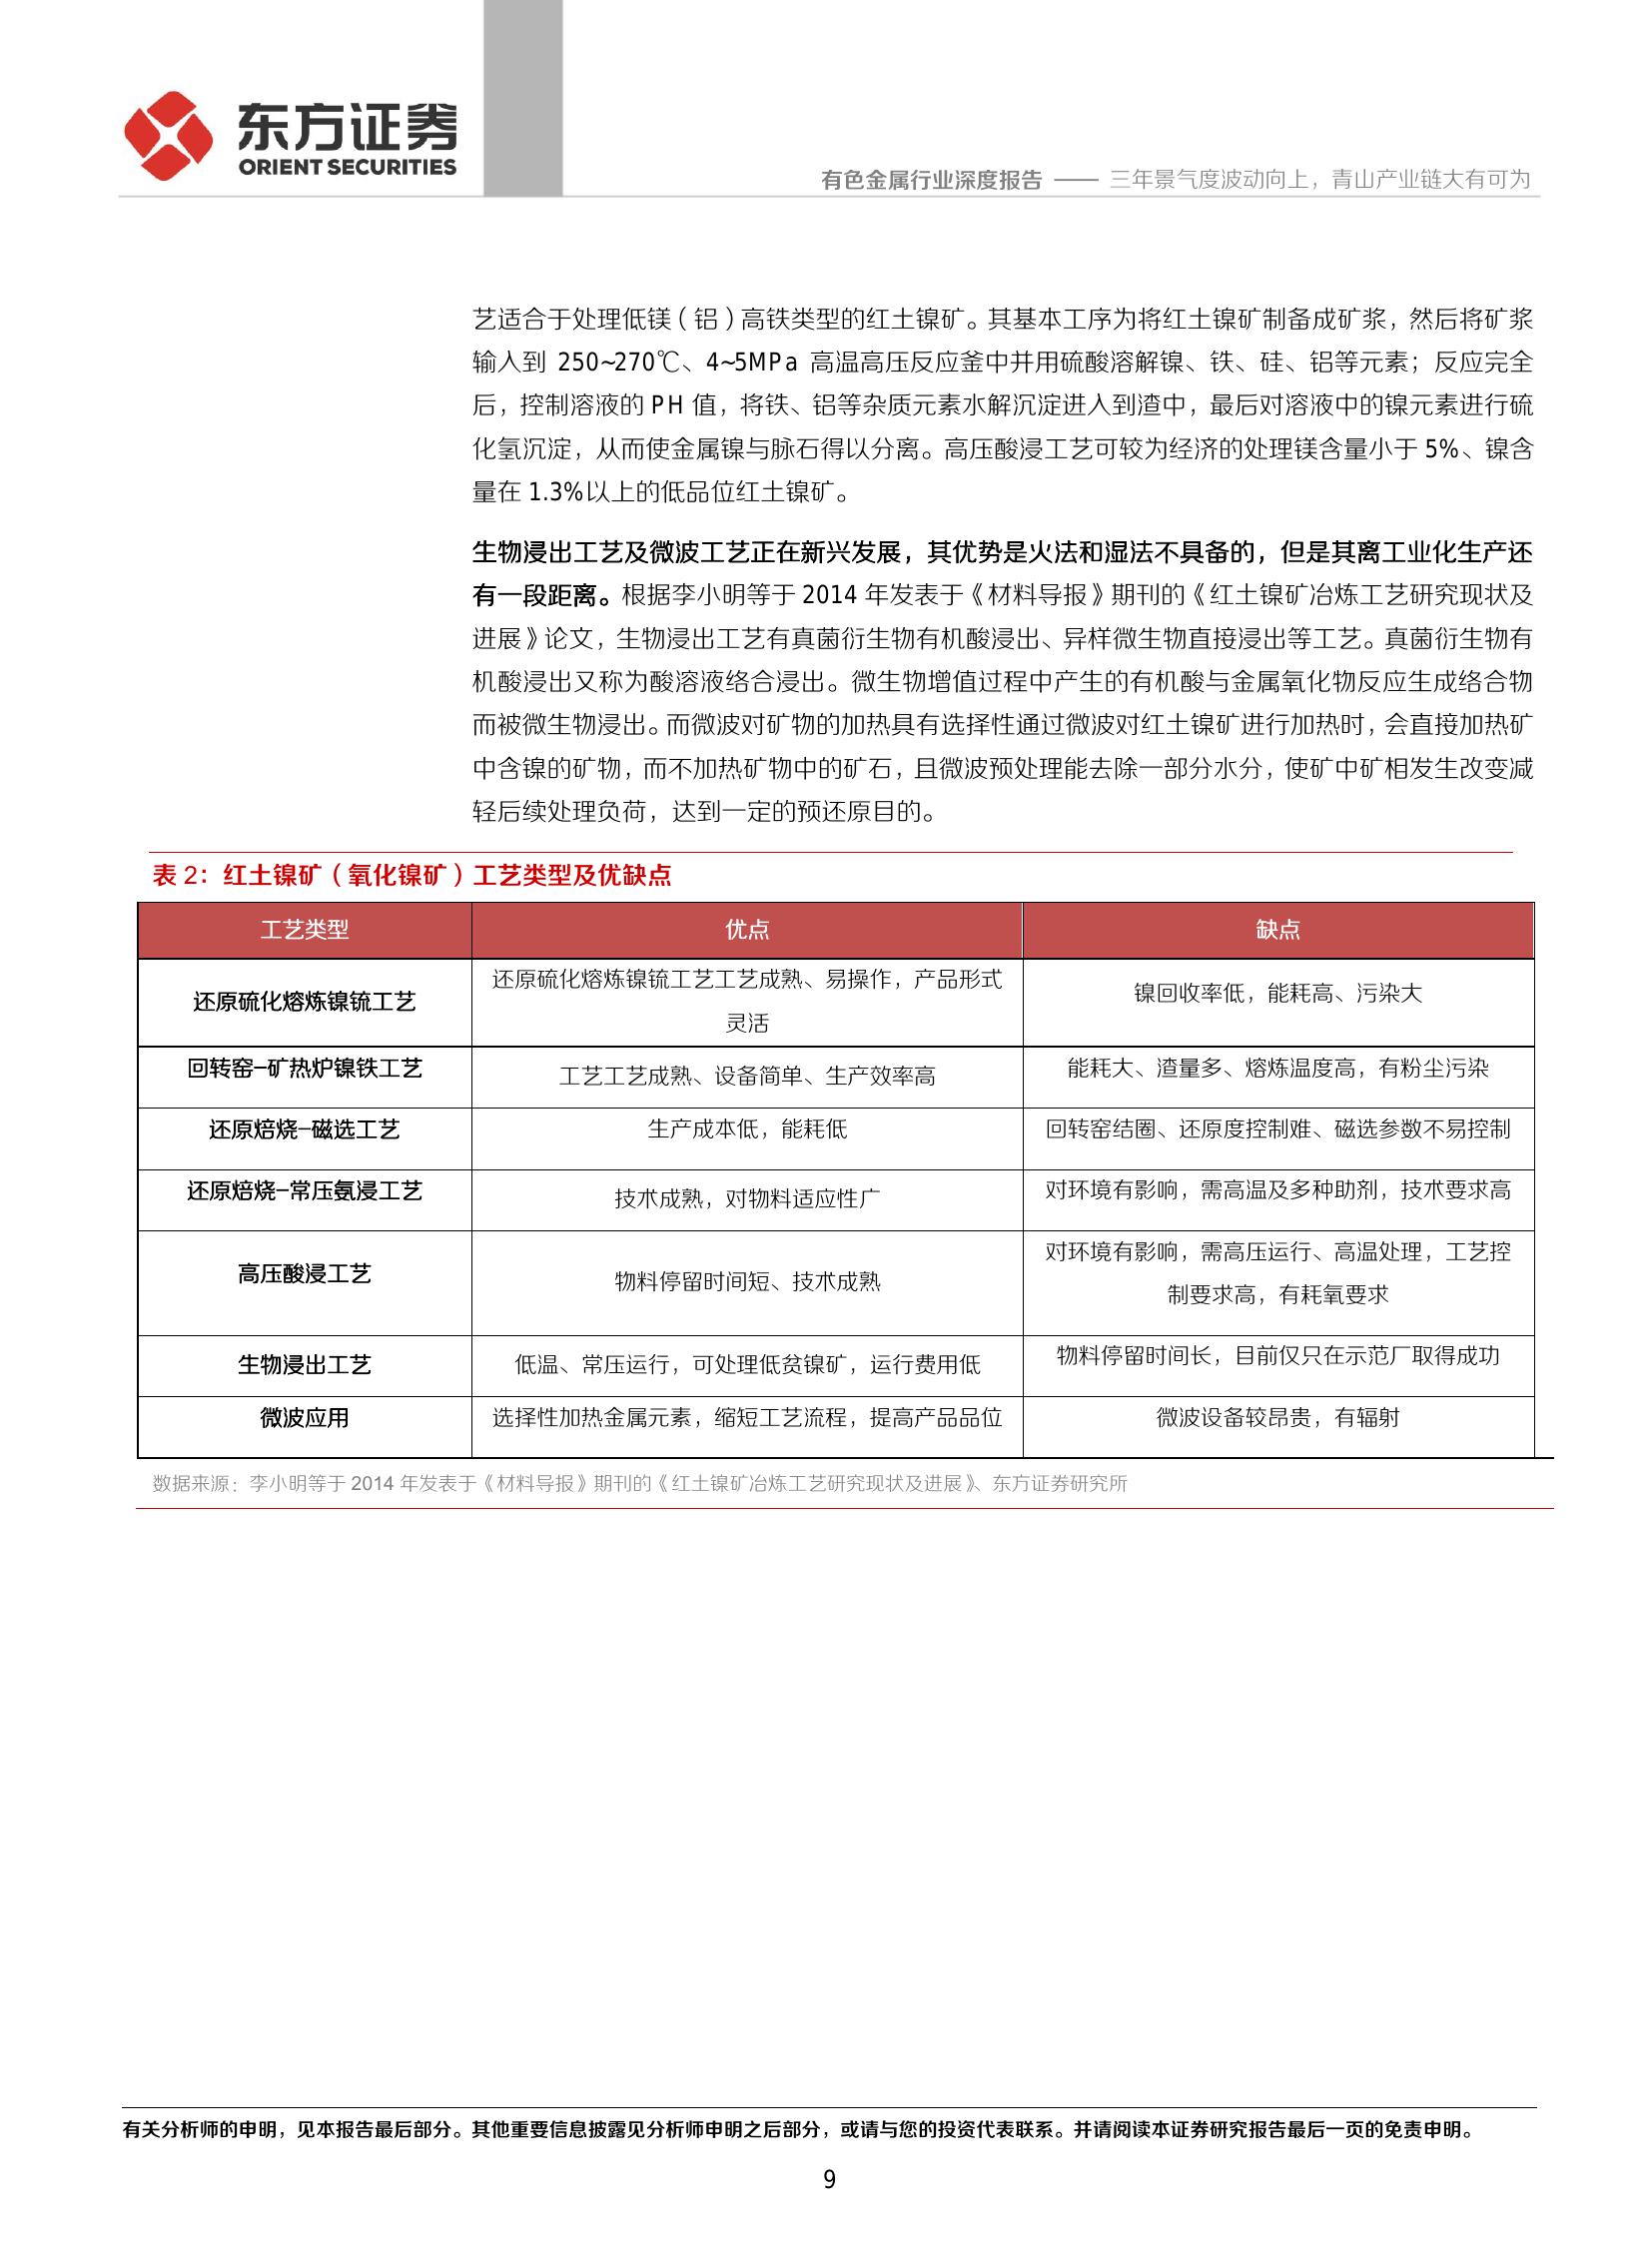 东方证券
ORIENT SECURITIES
有色金属行业深度报告 —— 三年景气度波动向上，青山产业链大有可为
艺适合于处理低镁（铝）高铁类型的红土镍矿。其基本工序为将红土镍矿制备成矿浆，然后将矿浆
输入到 250~270℃、4~5MPa 高温高压反应釜中并用硫酸溶解镍、铁、硅、铝等元素；反应完全
后，控制溶液的 PH 值，将铁、铝等杂质元素水解沉淀进入到渣中，最后对溶液中的镍元素进行硫
化氢沉淀，从而使金属镍与脉石得以分离。高压酸浸工艺可较为经济的处理镁含量小于 5%、镍含
量在 1.3%以上的低品位红土镍矿。
生物浸出工艺及微波工艺正在新兴发展，其优势是火法和湿法不具备的，但是其离工业化生产还
有一段距离。根据李小明等于 2014 年发表于《材料导报》期刊的《红土镍矿冶炼工艺研究现状及
进展》论文，生物浸出工艺有真菌衍生物有机酸浸出、异样微生物直接浸出等工艺。真菌衍生物有
机酸浸出又称为酸溶液络合浸出。微生物增值过程中产生的有机酸与金属氧化物反应生成络合物
而被微生物浸出。而微波对矿物的加热具有选择性通过微波对红土镍矿进行加热时，会直接加热矿
中含镍的矿物，而不加热矿物中的矿石，且微波预处理能去除一部分水分，使矿中矿相发生改变减
轻后续处理负荷，达到一定的预还原目的。
表 2：红土镍矿（氧化镍矿）工艺类型及优缺点
工艺类型 优点 缺点
还原硫化熔炼镍锍工艺 还原硫化熔炼镍锍工艺工艺成熟、易操作，产品形式 镍回收率低，能耗高、污染大
灵活
回转窑-矿热炉镍铁工艺 工艺工艺成熟、设备简单、生产效率高 能耗大、渣量多、熔炼温度高，有粉尘污染
还原焙烧-磁选工艺 生产成本低，能耗低 回转窑结圈、还原度控制难、磁选参数不易控制
还原焙烧-常压氨浸工艺 技术成熟，对物料适应性广 对环境有影响，需高温及多种助剂，技术要求高
高压酸浸工艺 物料停留时间短、技术成熟 对环境有影响，需高压运行、高温处理，工艺控
制要求高，有耗氧要求
生物浸出工艺 低温、常压运行，可处理低贫镍矿，运行费用低 物料停留时间长，目前仅只在示范厂取得成功
微波应用 选择性加热金属元素，缩短工艺流程，提高产品品位 微波设备较昂贵，有辐射
数据来源：李小明等于 2014 年发表于《材料导报》期刊的《红土镍矿冶炼工艺研究现状及进展》、东方证券研究所
有关分析师的申明，见本报告最后部分。其他重要信息披露见分析师申明之后部分，或请与您的投资代表联系。并请阅读本证券研究报告最后一页的免责申明。
9